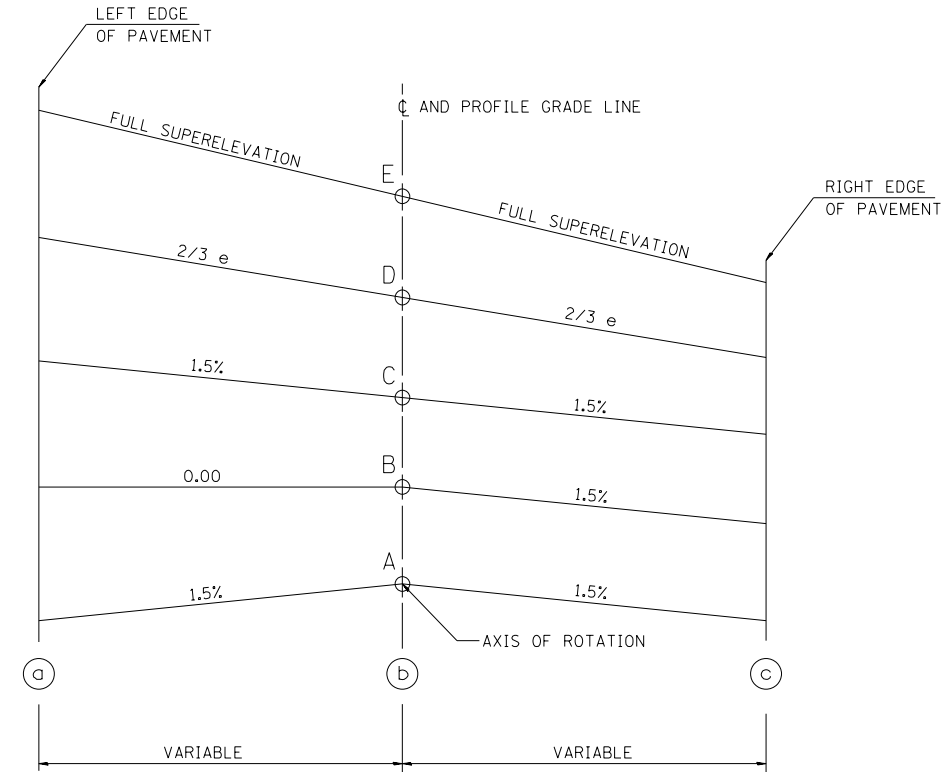 LEFT EDGE
OF PAVEMENT
℄ AND PROFILE GRADE LINE
FULL SUPERELEVATION
E
RIGHT EDGE
OF PAVEMENT
FULL SUPERELEVATION
2/3 e
D
2/3 e
1.5%
C
1.5%
0.00
B
1.5%
A
1.5%
1.5%
AXIS OF ROTATION
a
b
c
VARIABLE
VARIABLE